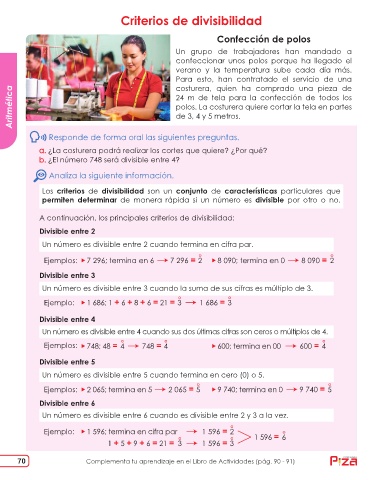 Criterios de divisibilidad
Confección de polos
Un grupo de trabajadores han mandado a
confeccionar unos polos porque ha llegado el
verano y la temperatura sube cada día más.
Para esto, han contratado el servicio de una
costurera, quien ha comprado una pieza de
24 m de tela para la confección de todos los
polos. La costurera quiere cortar la tela en partes
de 3, 4 y 5 metros.
Aritmética
Responde de forma oral las siguientes preguntas.
a. ¿La costurera podrá realizar los cortes que quiere? ¿Por qué?
b. ¿El número 748 será divisible entre 4?
Analiza la siguiente información.
Los criterios de divisibilidad son un conjunto de características particulares que
permiten determinar de manera rápida si un número es divisible por otro o no.
A continuación, los principales criterios de divisibilidad:
Divisible entre 2
Un número es divisible entre 2 cuando termina en cifra par.
Ejemplos: ▶ 7 296; termina en 6 → 7 296 = 2̊ ▶ 8 090; termina en 0 → 8 090 = 2̊
Divisible entre 3
Un número es divisible entre 3 cuando la suma de sus cifras es múltiplo de 3.
Ejemplo: ▶ 1 686; 1 + 6 + 8 + 6 = 21 = 3̊ → 1 686 = 3̊
Divisible entre 4
Un número es divisible entre 4 cuando sus dos últimas cifras son ceros o múltiplos de 4.
Ejemplos: ▶ 748; 48 = 4̊ → 748 = 4̊ ▶ 600; termina en 00 → 600 = 4̊
Divisible entre 5
Un número es divisible entre 5 cuando termina en cero (0) o 5.
Ejemplos: ▶ 2 065; termina en 5 → 2 065 = 5̊ ▶ 9 740; termina en 0 → 9 740 = 5̊
Divisible entre 6
Un número es divisible entre 6 cuando es divisible entre 2 y 3 a la vez.
Ejemplo: ▶ 1 596; termina en cifra par → 1 596 = 2̊
1 596 = 6̊
1 + 5 + 9 + 6 = 21 = 3̊ → 1 596 = 3̊
70 Complementa tu aprendizaje en el Libro de Actividades (pág. 90 - 91) Piza